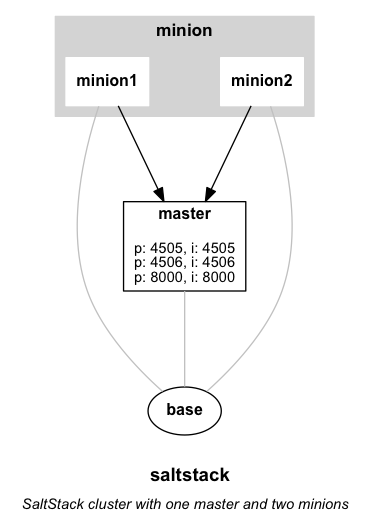 minion
minion1 minion2
master
p: 4505, i: 4505
p: 4506, i: 4506
p: 8000, i: 8000
base
saltstack
SaltStack cluster with one master and two minions